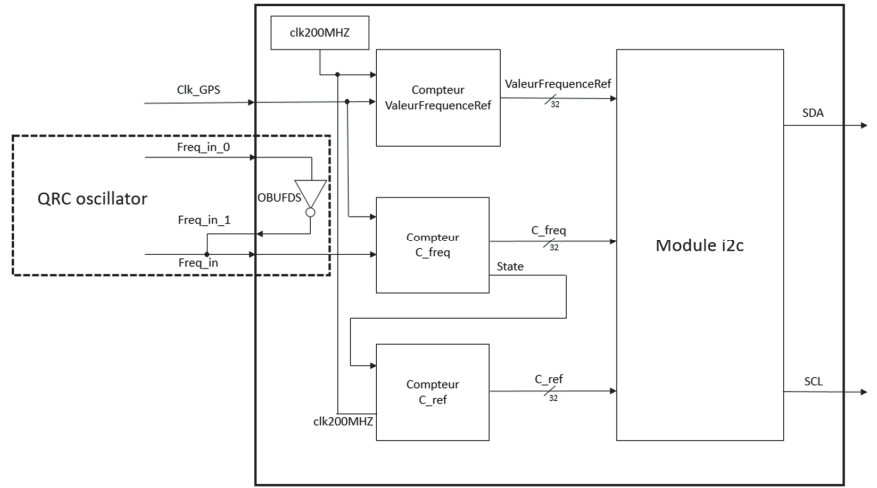 clk200MHZ
Clk_GPS
Compteur
ValeurFrequenceRef
ValeurFrequenceRef
32
SDA
QRC oscillator
Freq_in_0
OBUFDS
Freq_in_1
Freq_in
Compteur
C_freq
C_freq
32
State
Module i2c
Compteur
C_ref
clk200MHZ
C_ref
32
SCL